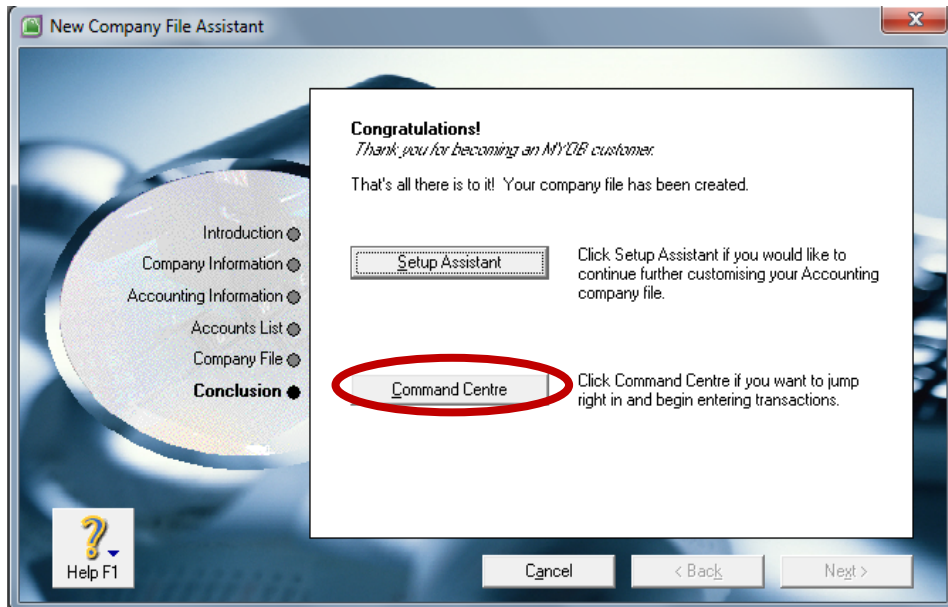 New Company File Assistant
X
Congratulations!
Thank you for becoming an MYOB customer.
That's all there is to it! Your company file has been created.
Introduction
Company Information
Accounting Information
Accounts List
Company File
Conclusion
Setup Assistant
Click Setup Assistant if you would like to
continue further customising your Accounting
company file.
Command Centre
Click Command Centre if you want to jump
right in and begin entering transactions.
?
Help F1
Cancel
< Back
Next >